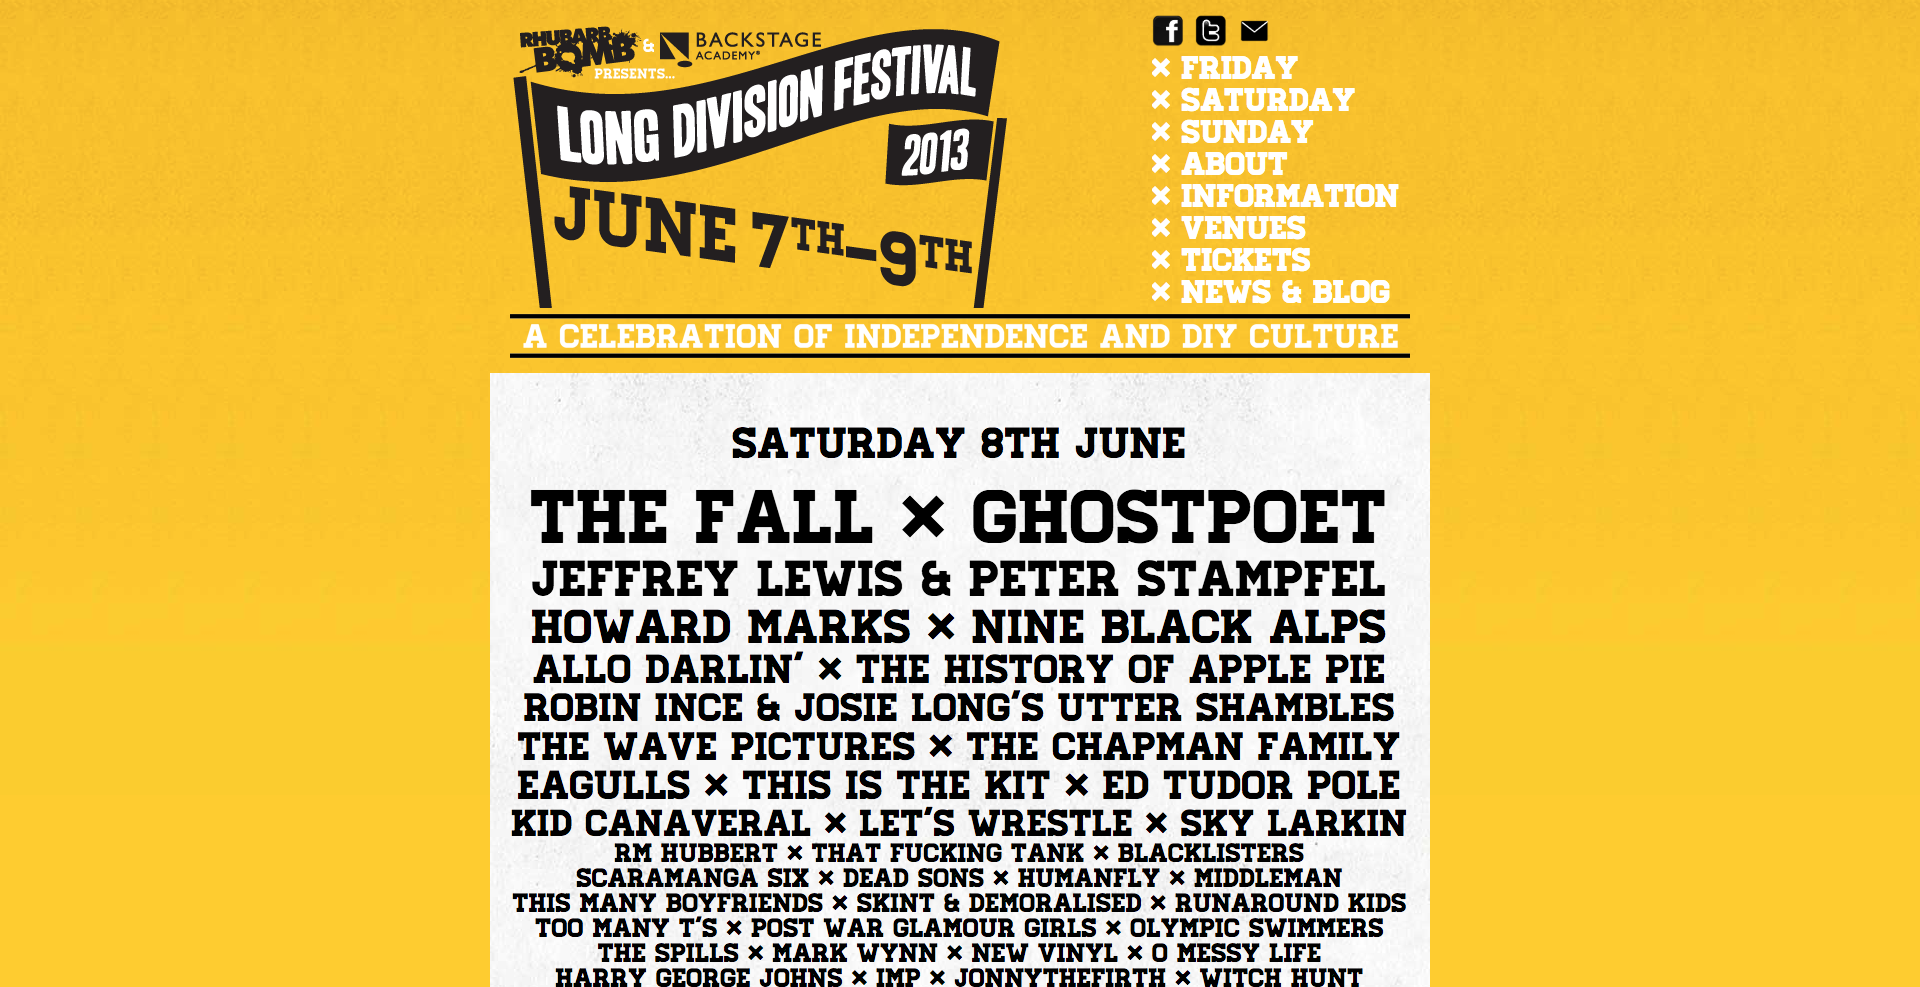 RHUBARB BOMB & BACKSTAGE ACADEMY®
PRESENTS...
LONG DIVISION FESTIVAL
2013
JUNE 7TH-9TH
× FRIDAY
× SATURDAY
× SUNDAY
× ABOUT
× INFORMATION
× VENUES
× TICKETS
× NEWS & BLOG
A CELEBRATION OF INDEPENDENCE AND DIY CULTURE
SATURDAY 8TH JUNE
THE FALL × GHOSTPOET
JEFFREY LEWIS & PETER STAMPFEL
HOWARD MARKS × NINE BLACK ALPS
ALLO DARLIN' × THE HISTORY OF APPLE PIE
ROBIN INCE & JOSIE LONG'S UTTER SHAMBLES
THE WAVE PICTURES × THE CHAPMAN FAMILY
EAGULLS × THIS IS THE KIT × ED TUDOR POLE
KID CANAVERAL × LET'S WRESTLE × SKY LARKIN
RM HUBBERT × THAT FUCKING TANK × BLACKLISTERS
SCARAMANGA SIX × DEAD SONS × HUMANFLY × MIDDLEMAN
THIS MANY BOYFRIENDS × SKINT & DEMORALISED × RUNAROUND KIDS
TOO MANY T'S × POST WAR GLAMOUR GIRLS × OLYMPIC SWIMMERS
THE SPILLS × MARK WYNN × NEW VINYL × O MESSY LIFE
HARRY GEORGE JOHNS × IMP × JONNYTHEFIRTH × WITCH HUNT